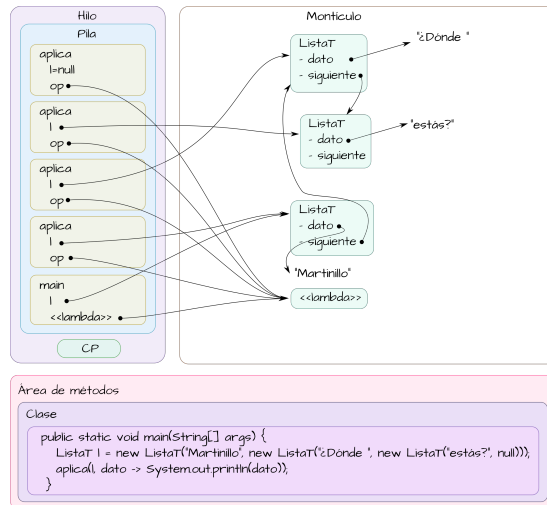 Hilo
Pila
aplica
l=null
op
aplica
l
op
aplica
l
op
aplica
l
op
main
l
<<lambda>>
CP
Montículo
ListaT
- dato
- siguiente
"¿Dónde "
ListaT
- dato
- siguiente
"estás?"
ListaT
- dato
- siguiente
"Martinillo"
<<lambda>>
Área de métodos
Clase
public static void main(String[] args) {
ListaT l = new ListaT("Martinillo", new ListaT("¿Dónde ", new ListaT("estás?", null)));
aplica(l, dato -> System.out.println(dato));
}